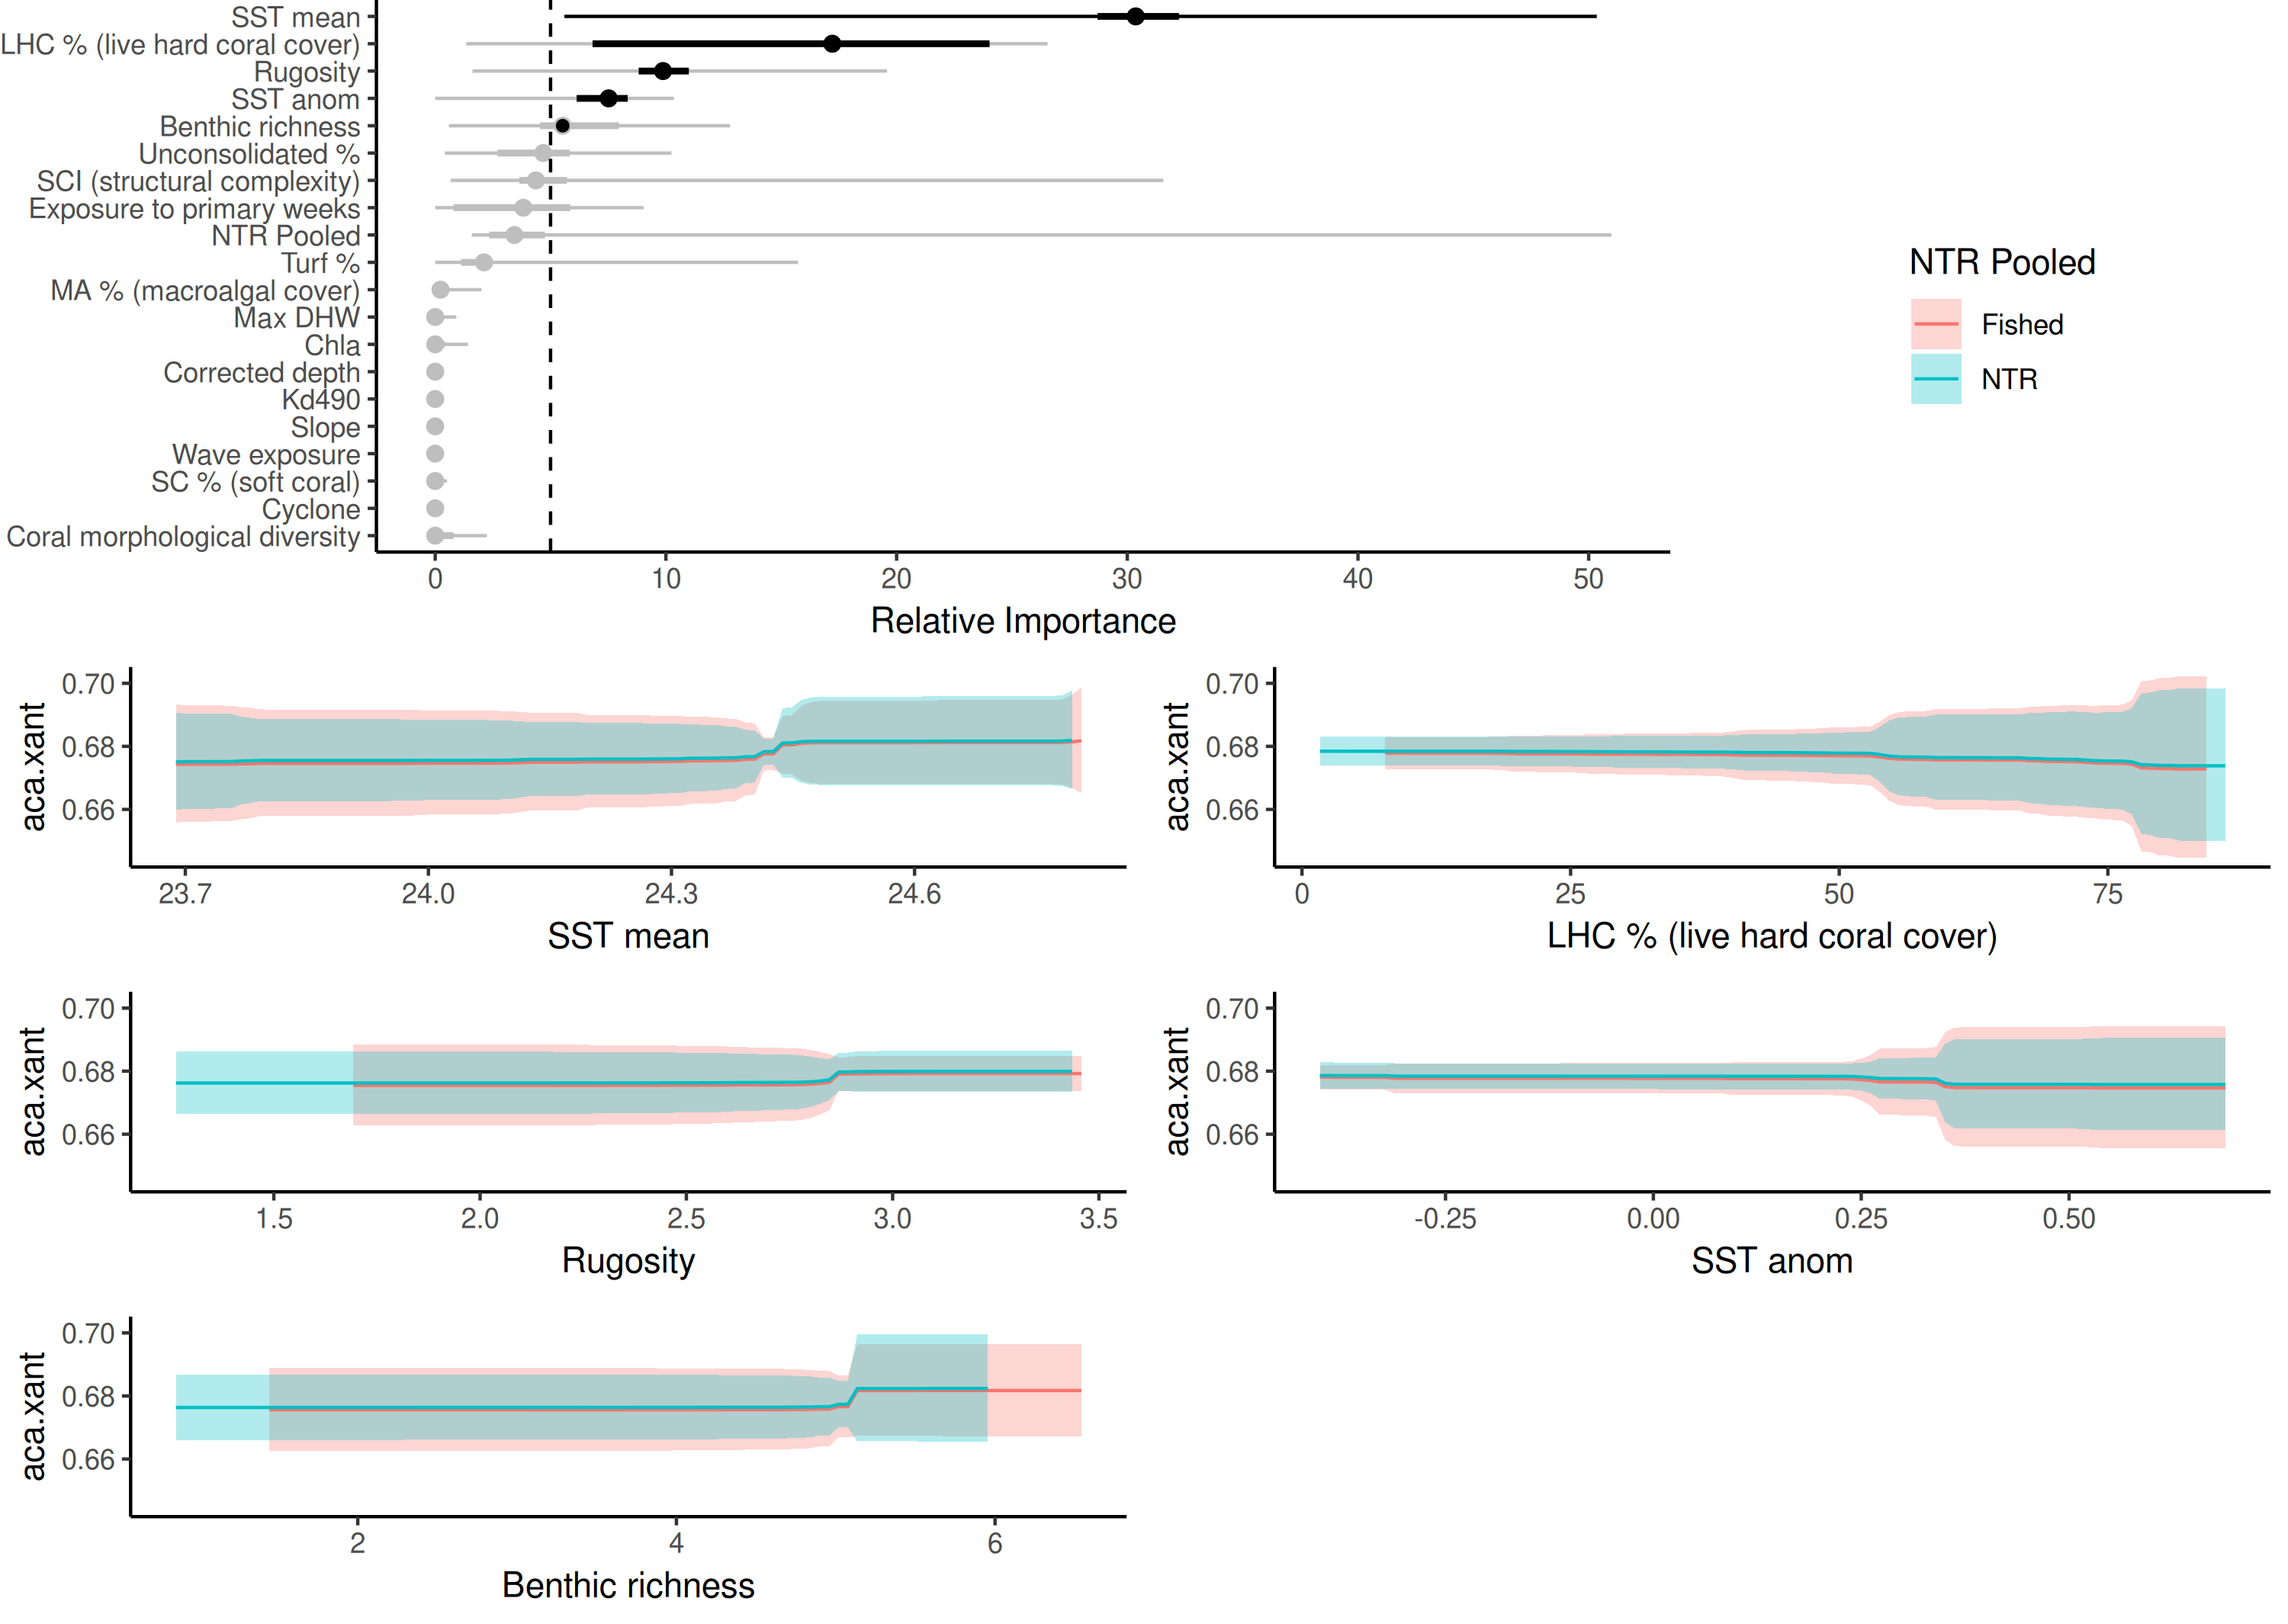 SST mean
LHC % (live hard coral cover)
Rugosity
SST anom
Benthic richness
Unconsolidated %
SCI (structural complexity)
Exposure to primary weeks
NTR Pooled
Turf %
MA % (macroalgal cover)
Max DHW
Chla
Corrected depth
Kd490
Slope
Wave exposure
SC % (soft coral)
Cyclone
Coral morphological diversity
0 10 20 30 40 50
Relative Importance
NTR Pooled
Fished
NTR
0.70
0.68
0.66
aca.xant
23.7 24.0 24.3 24.6
SST mean
0.70
0.68
0.66
aca.xant
0 25 50 75
LHC % (live hard coral cover)
0.70
0.68
0.66
aca.xant
1.5 2.0 2.5 3.0 3.5
Rugosity
0.70
0.68
0.66
aca.xant
-0.25 0.00 0.25 0.50
SST anom
0.70
0.68
0.66
aca.xant
2 4 6
Benthic richness